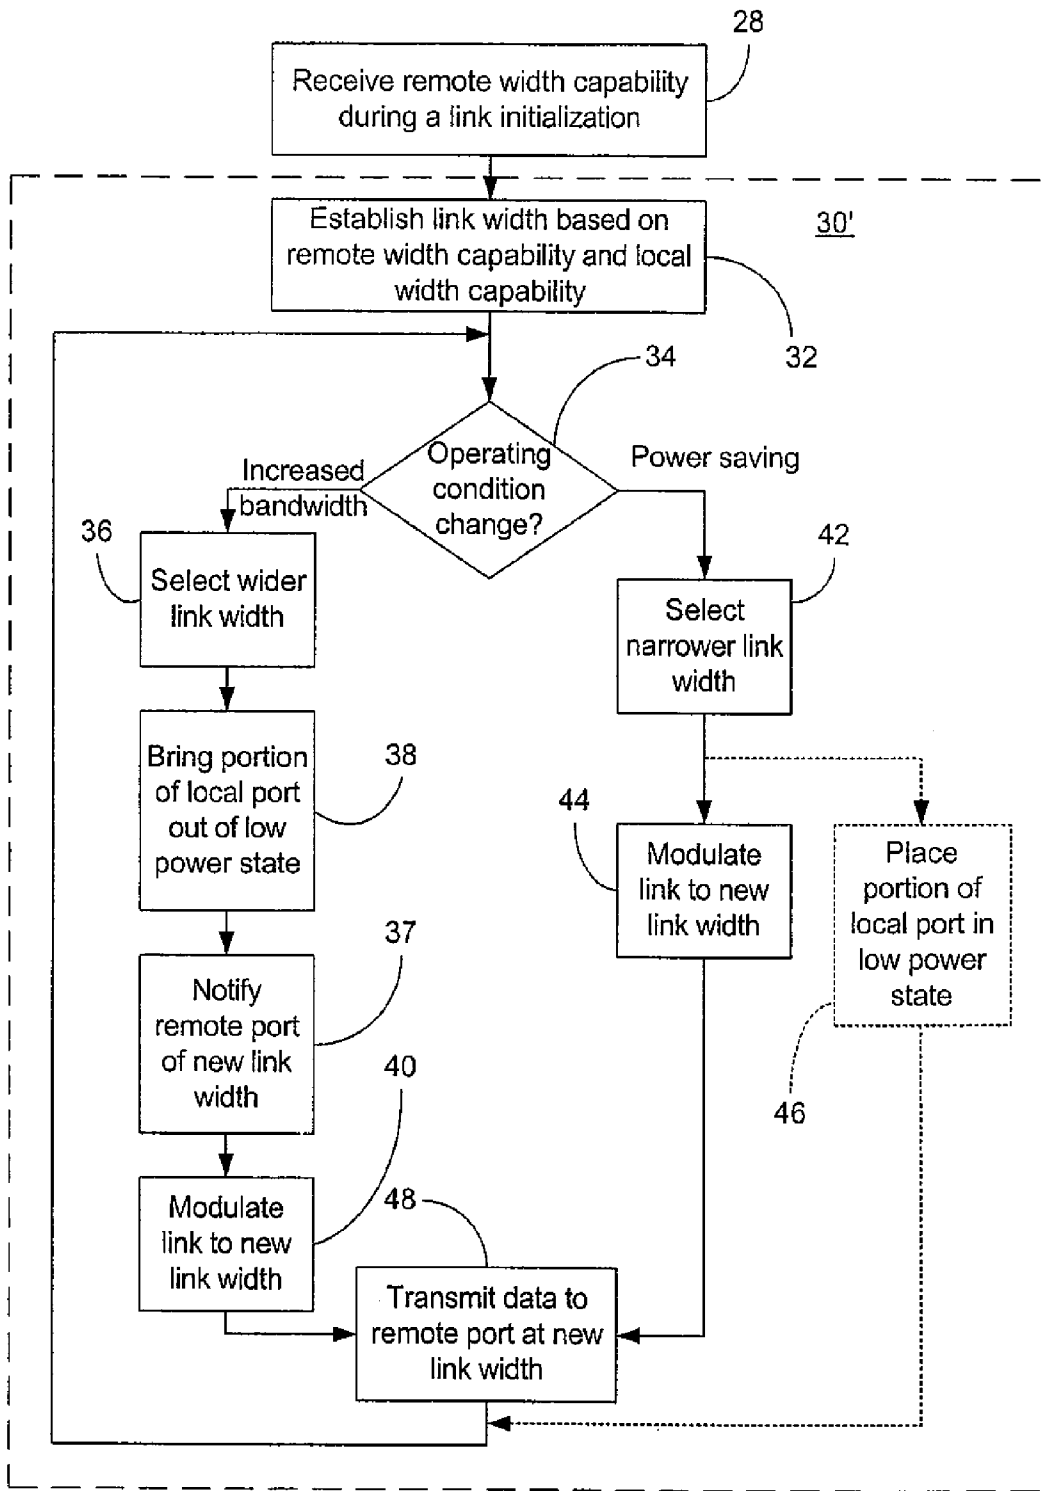 28
Receive remote width capability
during a link initialization
30'
Establish link width based on
remote width capability and local
width capability
32
34
Operating
condition
change?
Increased
bandwidth
Power saving
36
Select wider
link width
42
Select
narrower link
width
38
Bring portion
of local port
out of low
power state
44
Modulate
link to new
link width
Place
portion of
local port in
low power
state
46
37
Notify
remote port
of new link
width
40
Modulate
link to new
link width
48
Transmit data to
remote port at new
link width